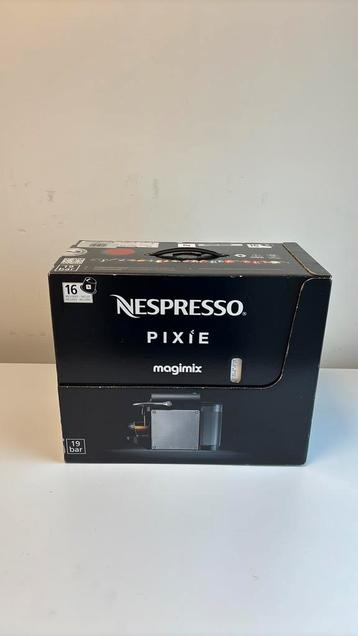 16
NESPRESSO®
PIXIE
magimix
19
bar